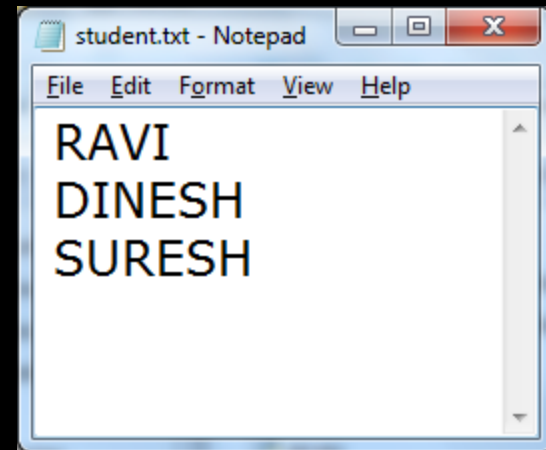 student.txt - Notepad
File Edit Format View Help
RAVI
DINESH
SURESH